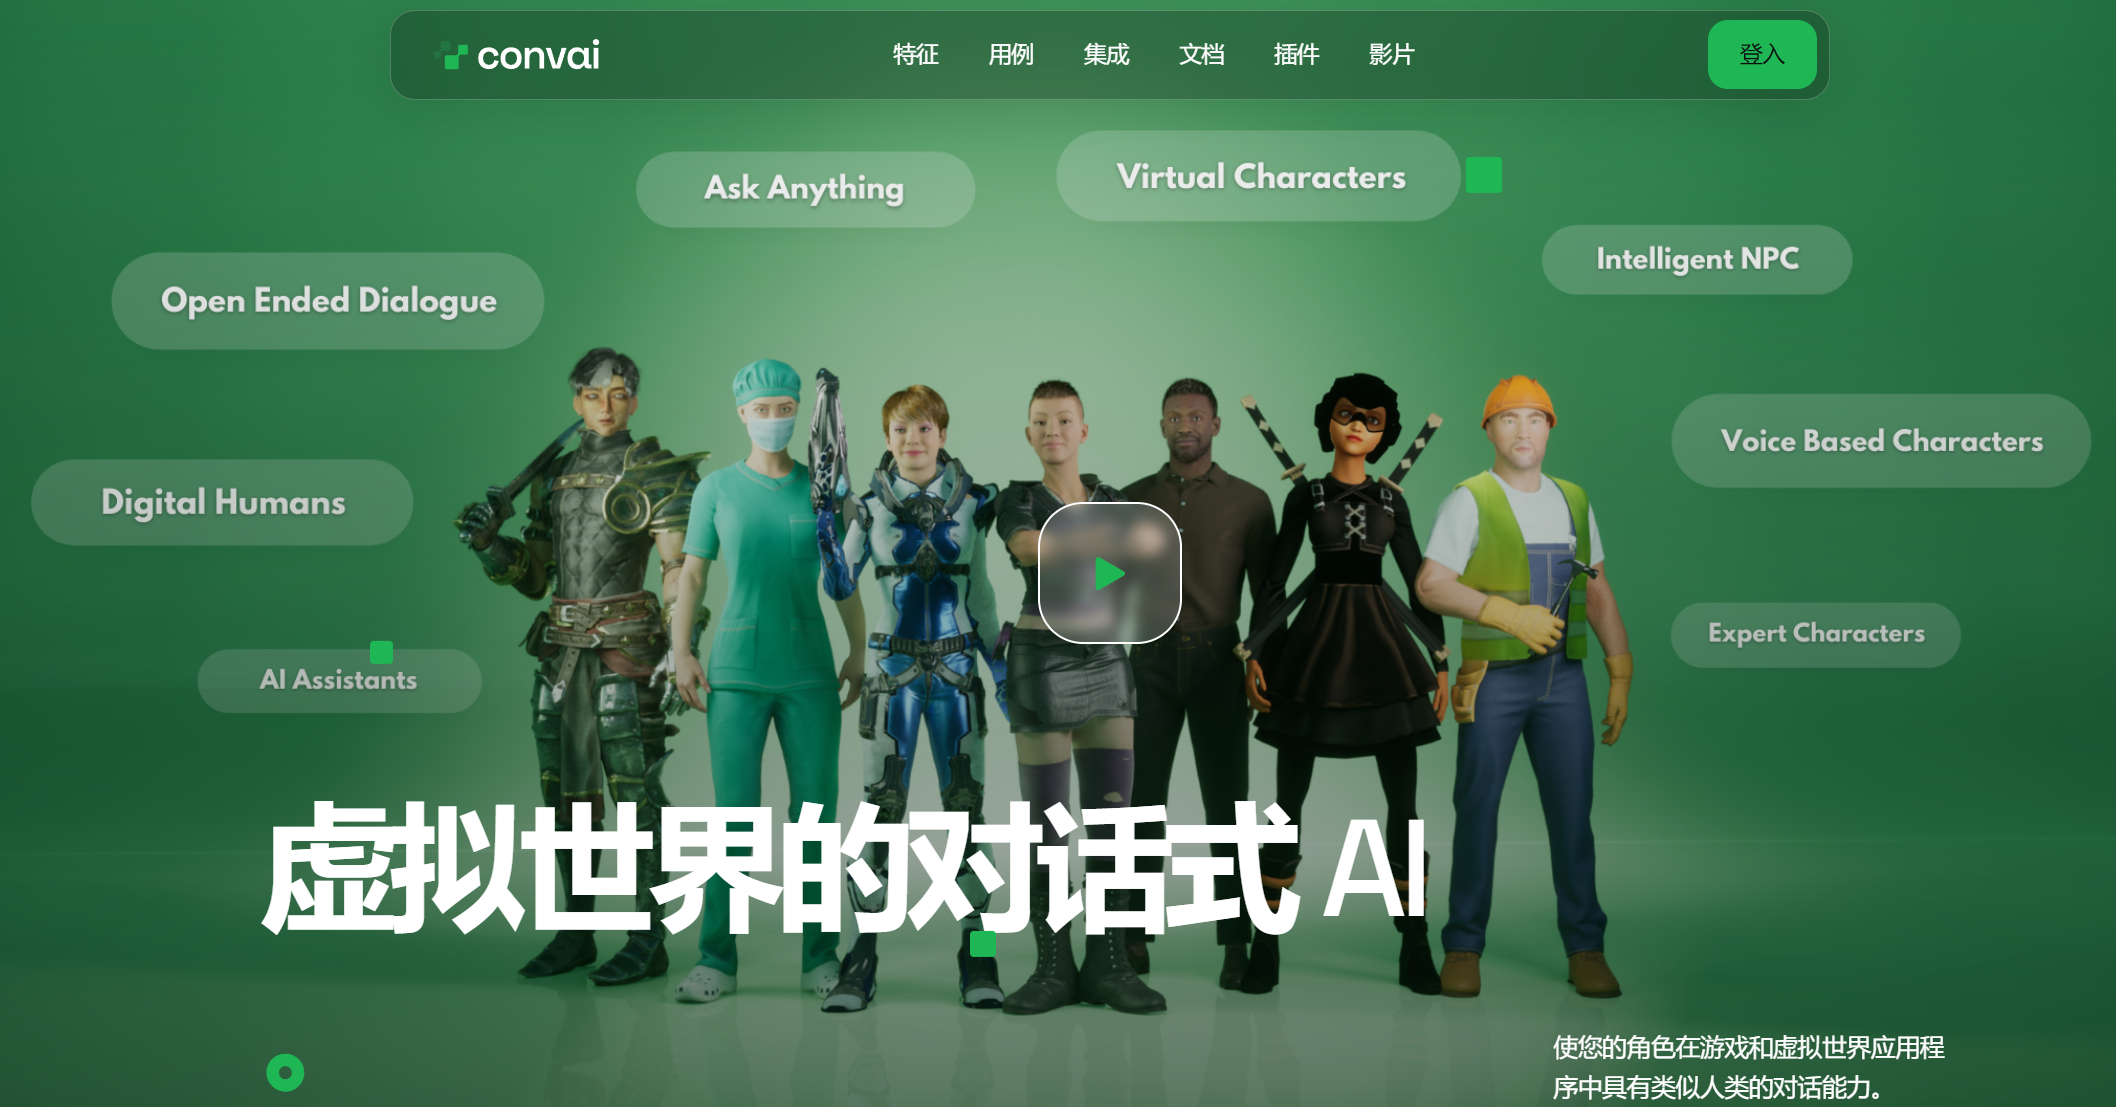 convai
特征
用例
集成
文档
插件
影片
登入
Ask Anything
Virtual Characters
Intelligent NPC
Open Ended Dialogue
Voice Based Characters
Digital Humans
Expert Characters
AI Assistants
虚拟世界的对话式 AI
使您的角色在游戏和虚拟世界应用程
序中具有类似人类的对话能力。